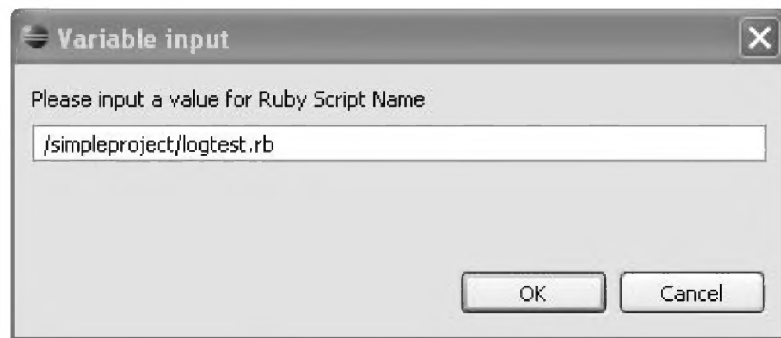 Variable input
Please input a value for Ruby Script Name
/simpleproject/logtest.rb
OK
Cancel